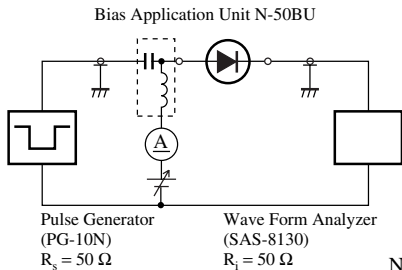 Bias Application Unit N-50BU
A
Pulse Generator
(PG-10N)
Rs = 50 Ω
Wave Form Analyzer
(SAS-8130)
Ri = 50 Ω
N